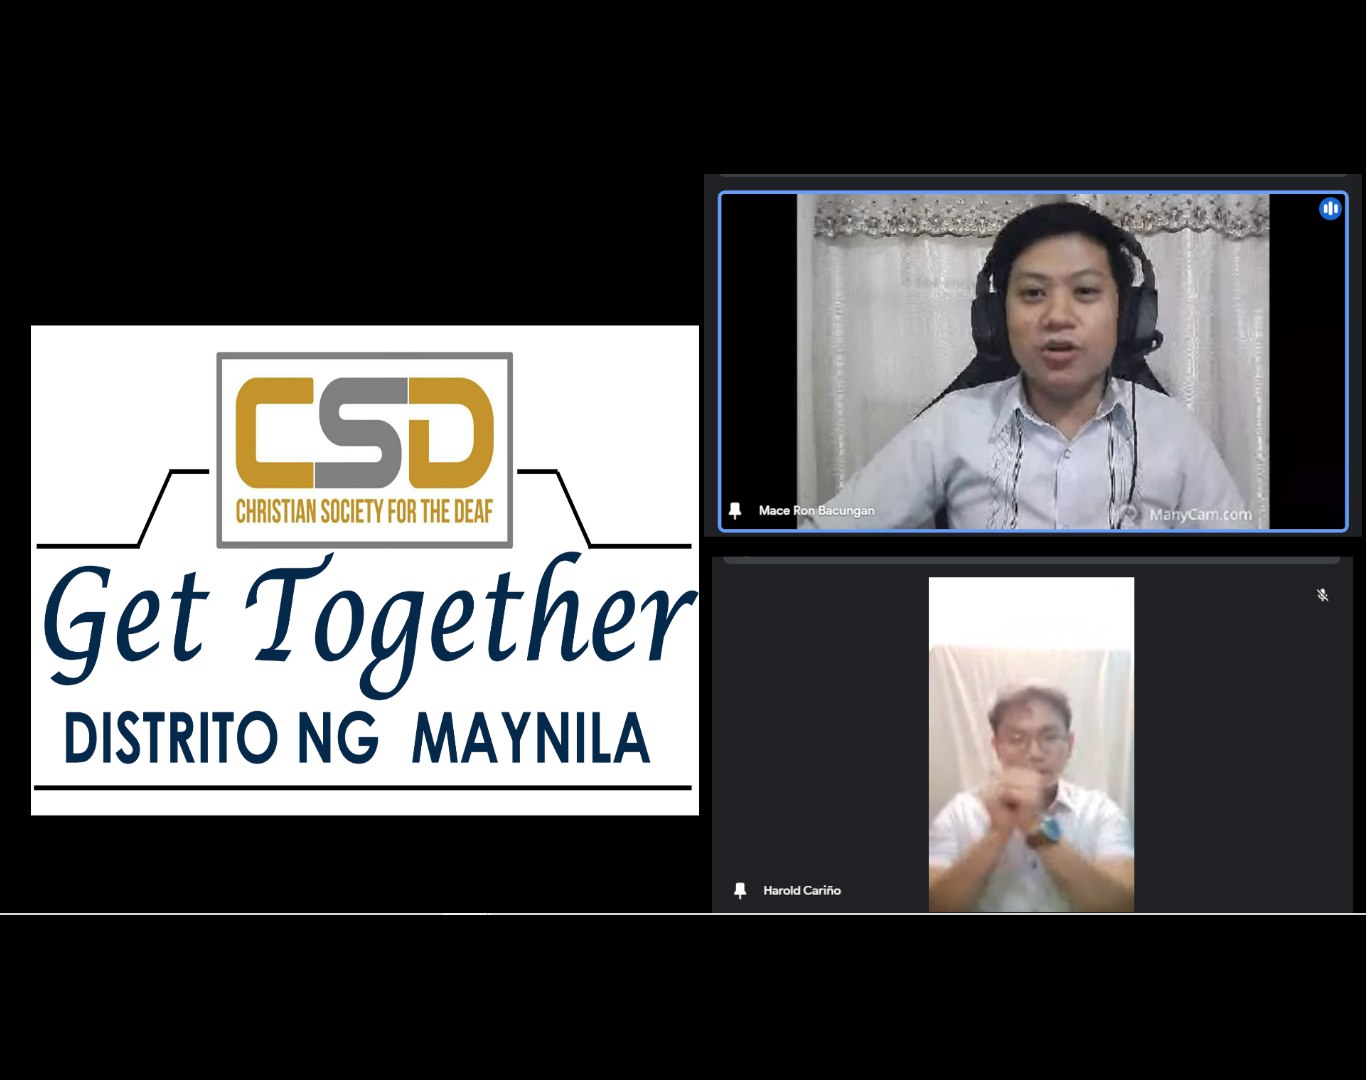 CSD
CHRISTIAN SOCIETY FOR THE DEAF
Get Together
DISTRITO NG MAYNILA
Mace Ron Bacungan
ManyCam.com
Harold Cariño